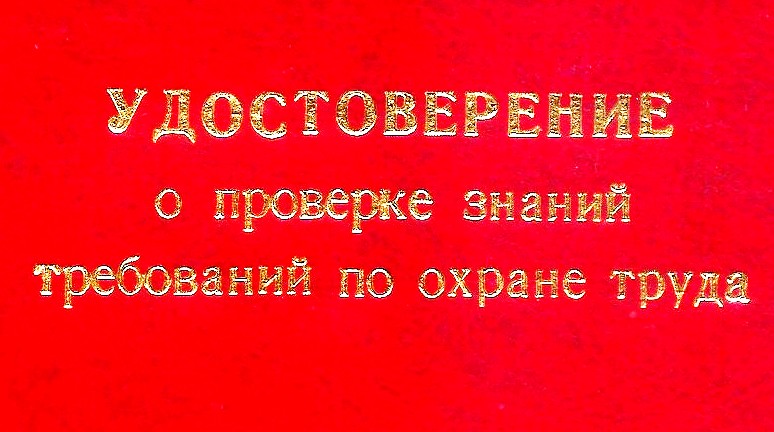 УДОСТОВЕРЕНИЕ
о проверке знаний
требований по охране труда